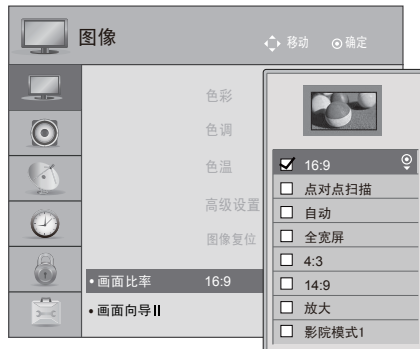 图像
移动 确定
色彩
色调
色温
高级设置
图像复位
•画面比率 16:9
•画面向导II
16:9
点对点扫描
自动
全宽屏
4:3
14:9
放大
影院模式1